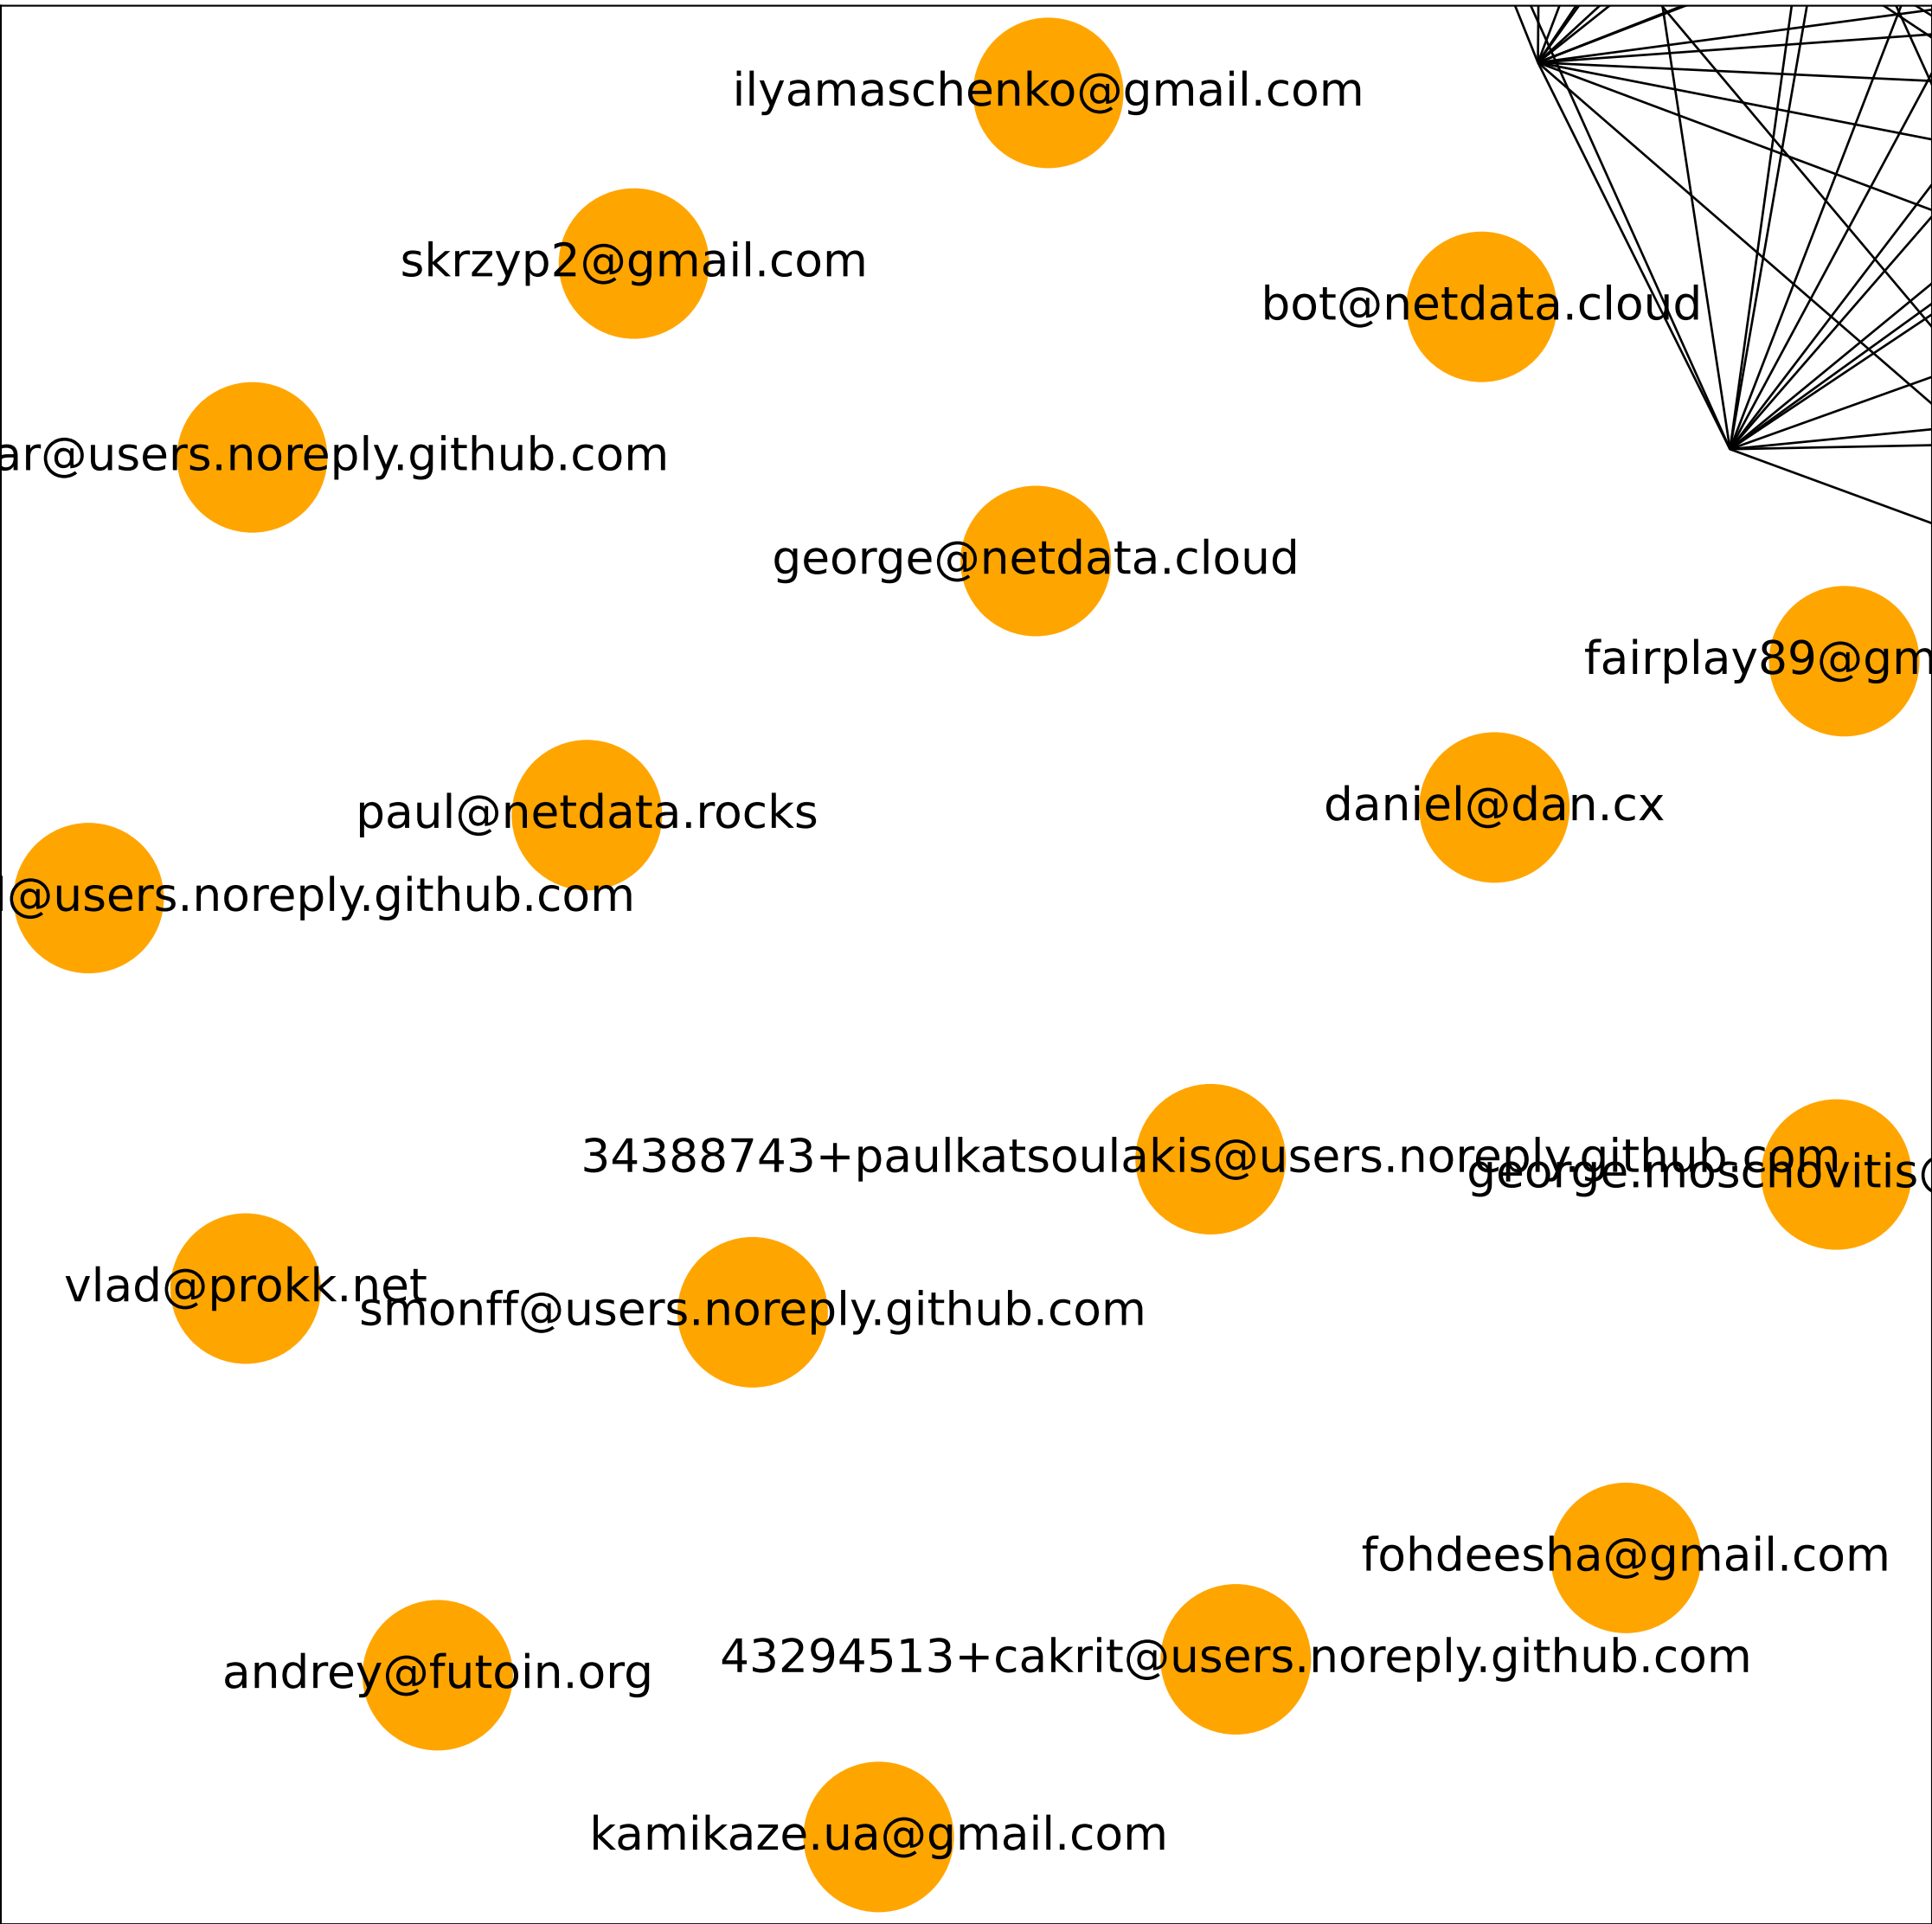 ilyamaschenko@gmail.com
skrzyp2@gmail.com
bot@netdata.cloud
ar@users.noreply.github.com
george@netdata.cloud
fairplay89@gm
daniel@dan.cx
paul@netdata.rocks
l@users.noreply.github.com
34388743+paulkatsoulakis@users.noreply.github.com
george.moschovitis@
vlad@prokk.net
smonff@users.noreply.github.com
fohdeesha@gmail.com
43294513+cakrit@users.noreply.github.com
andrey@futoin.org
kamikaze.ua@gmail.com